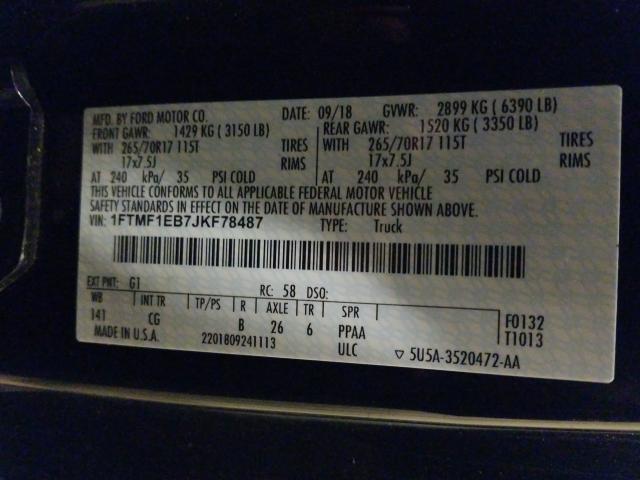 MFD. BY FORD MOTOR CO. DATE: 09/18 GVWR: 2899 KG ( 6390 LB)
FRONT GAWR: 1429 KG ( 3150 LB) REAR GAWR: 1520 KG ( 3350 LB)
WITH 265/70R17 115T TIRES WITH 265/70R17 115T TIRES
17x7.5J RIMS 17x7.5J RIMS
AT 240 kPa/ 35 PSI COLD AT 240 kPa/ 35 PSI COLD
THIS VEHICLE CONFORMS TO ALL APPLICABLE FEDERAL MOTOR VEHICLE
SAFETY STANDARDS IN EFFECT ON THE DATE OF MANUFACTURE SHOWN ABOVE.
VIN: 1FTMF1EB7JKF78487 TYPE: Truck
EXT PNT: G1 RC: 58 DSO:
WB INT TR TP/PS R AXLE TR SPR F0132
141 CG B 26 6 PPAA T1013
MADE IN U.S.A. 2201809241113 ULC ▽ 5U5A-3520472-AA